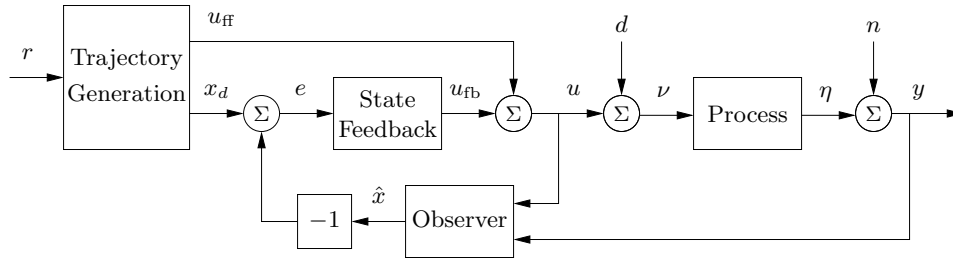 u_ff
d
n
r
Trajectory
Generation
x_d
Σ
e
State
Feedback
u_fb
Σ
u
Σ
ν
Process
η
Σ
y
−1
x̂
Observer